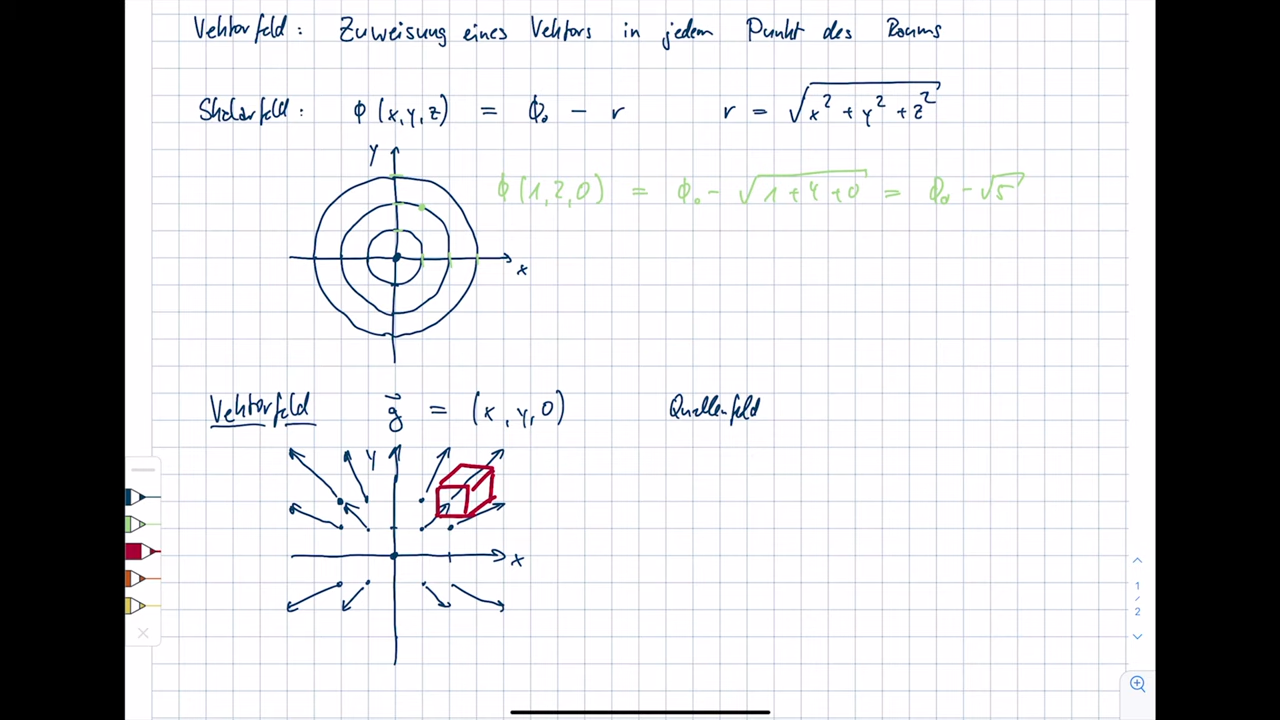 Vektorfeld: Zuweisung eines Vektors in jedem Punkt des Raums
Skalarfeld: ϕ(x,y,z) = ϕ₀ - r r = √(x² + y² + z²)
y
ϕ(1,2,0) = ϕ₀ - √(1+4+0) = ϕ₀ - √5
x
Vektorfeld g⃗ = (x, y, 0) Quellenfeld
y
x
1
/
2